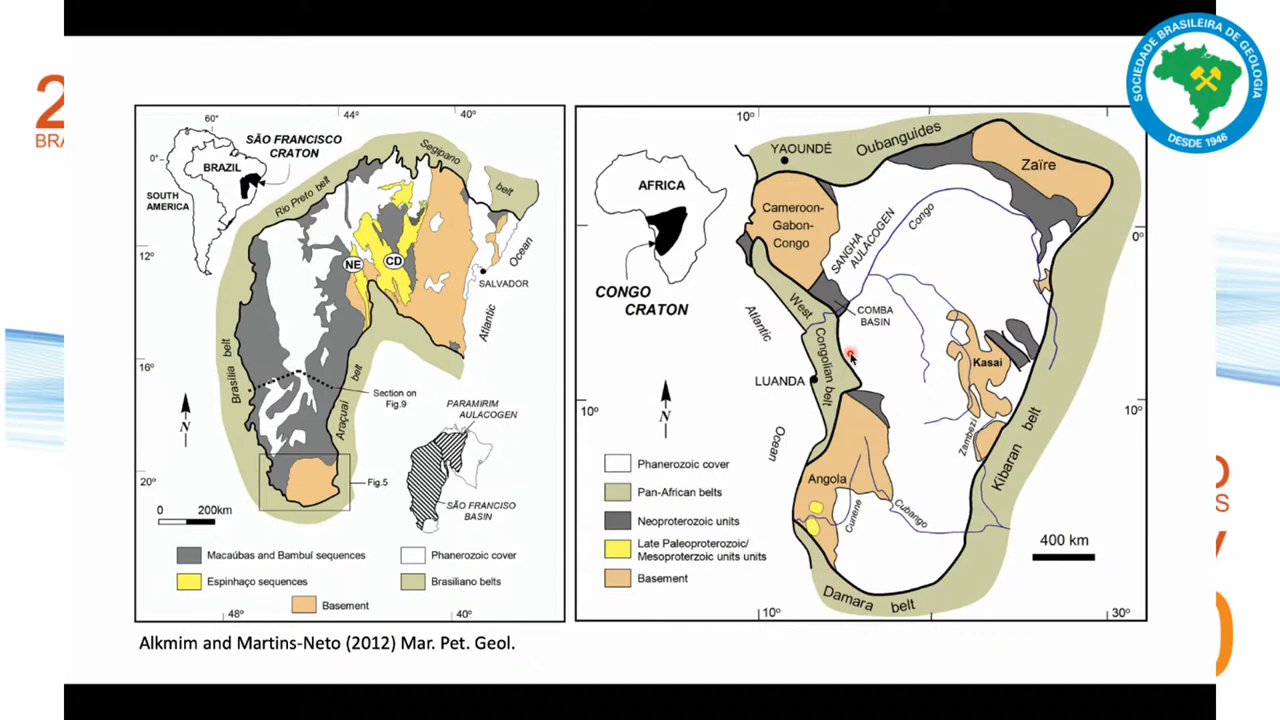 2
BRA
SOCIEDADE BRASILEIRA DE GEOLOGIA
DESDE 1946
60°
44°
40°
0°
12°
16°
20°
48°
40°
SÃO FRANCISCO
CRATON
BRAZIL
SOUTH
AMERICA
Rio Preto belt
Segipano
belt
NE
CD
Ocean
SALVADOR
Atlantic
Brasília belt
belt
Araçuaí
Section on
Fig.9
PARAMIRIM
AULACOGEN
N
Fig.5
SÃO FRANCISO
BASIN
0 200km
Macaúbas and Bambuí sequences
Phanerozoic cover
Espinhaço sequences
Brasiliano belts
Basement
10°
0°
10°
10°
10°
30°
YAOUNDÉ
Oubanguides
Zaïre
AFRICA
Cameroon-
Gabon-
Congo
SANGHA
AULACOGEN
Congo
CONGO
CRATON
West
Congolian belt
COMBA
BASIN
Atlantic
Kasai
LUANDA
N
Ocean
Zambezi
Kibaran belt
Angola
Cunene
Cubango
400 km
Damara belt
Phanerozoic cover
Pan-African belts
Neoproterozoic units
Late Paleoproterozoic/
Mesoproterzoic units units
Basement
Alkmim and Martins-Neto (2012) Mar. Pet. Geol.